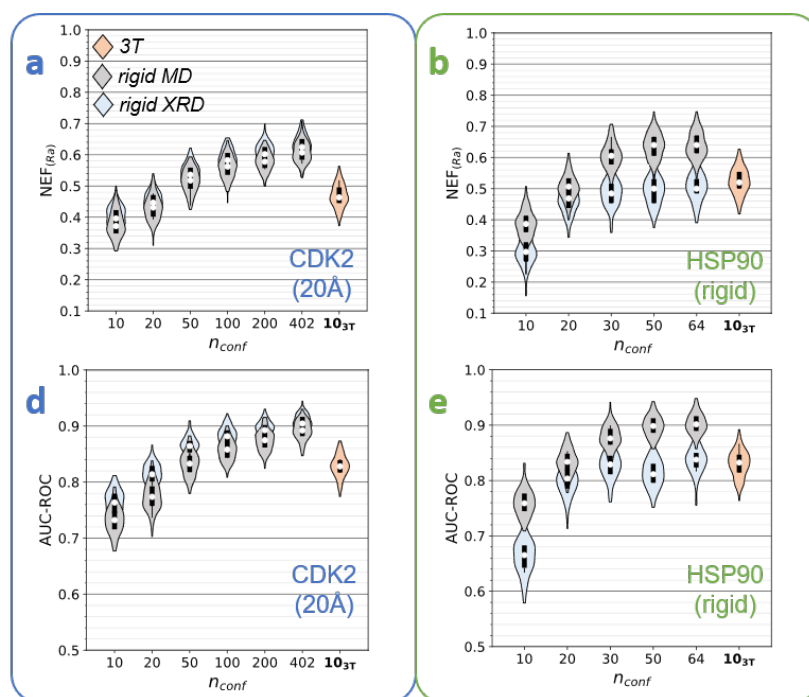 a
3T
rigid MD
rigid XRD
1.0
0.9
0.8
0.7
0.6
0.5
0.4
0.3
0.2
0.1
NEF(Ra)
CDK2
(20Å)
10 20 50 100 200 402 103T
nconf
b
1.0
0.9
0.8
0.7
0.6
0.5
0.4
0.3
0.2
0.1
NEF(Ra)
HSP90
(rigid)
10 20 30 50 64 103T
nconf
d
1.0
0.9
0.8
0.7
0.6
0.5
AUC-ROC
CDK2
(20Å)
10 20 50 100 200 402 103T
nconf
e
1.0
0.9
0.8
0.7
0.6
0.5
AUC-ROC
HSP90
(rigid)
10 20 30 50 64 103T
nconf